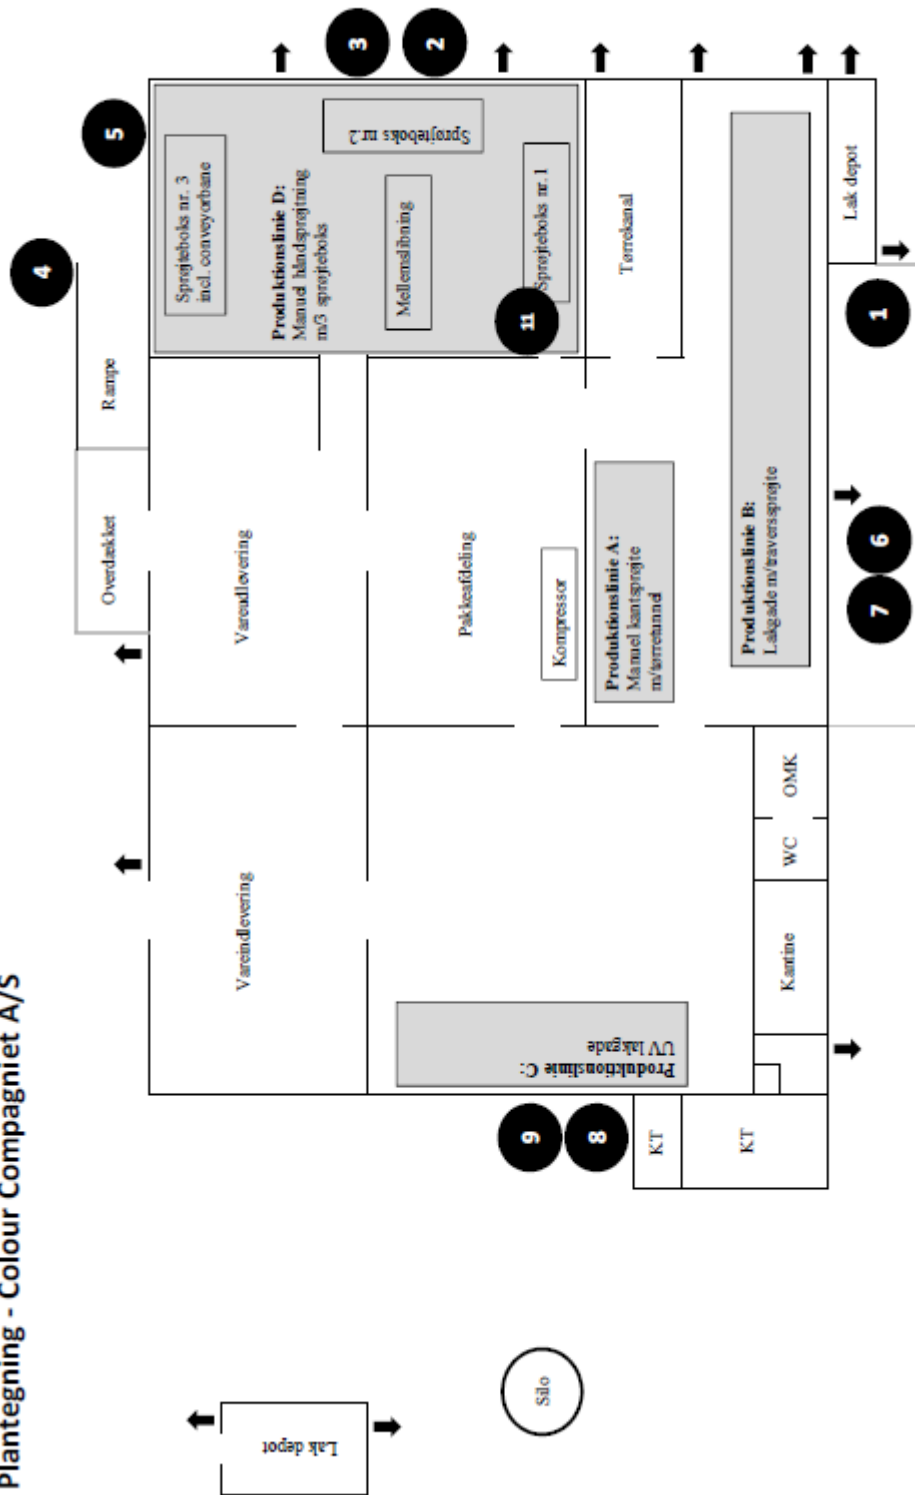 Plantegning - Colour Compagniet A/S
Lak depot
Silo
9
8
KT
KT
Produktionslinie C:
UV lakgade
Vareindlevering
Kantine
WC
OMK
Overdækket
Rampe
4
5
Vareudlevering
Pakkeafdeling
Kompressor
Produktionslinie A:
Manuel kantsprøjte
m/tørretunnel
Produktionslinie B:
Lakgade m/traverssprøjte
7
6
1
Sprøjteboks nr. 3
incl. conveyorbane
Produktionslinie D:
Manuel håndsprøjtning
m/3 sprøjteboks
Mellemslibning
Sprøjteboks nr.2
Sprøjteboks nr. 1
11
Tørrekanal
Lak depot
3
2